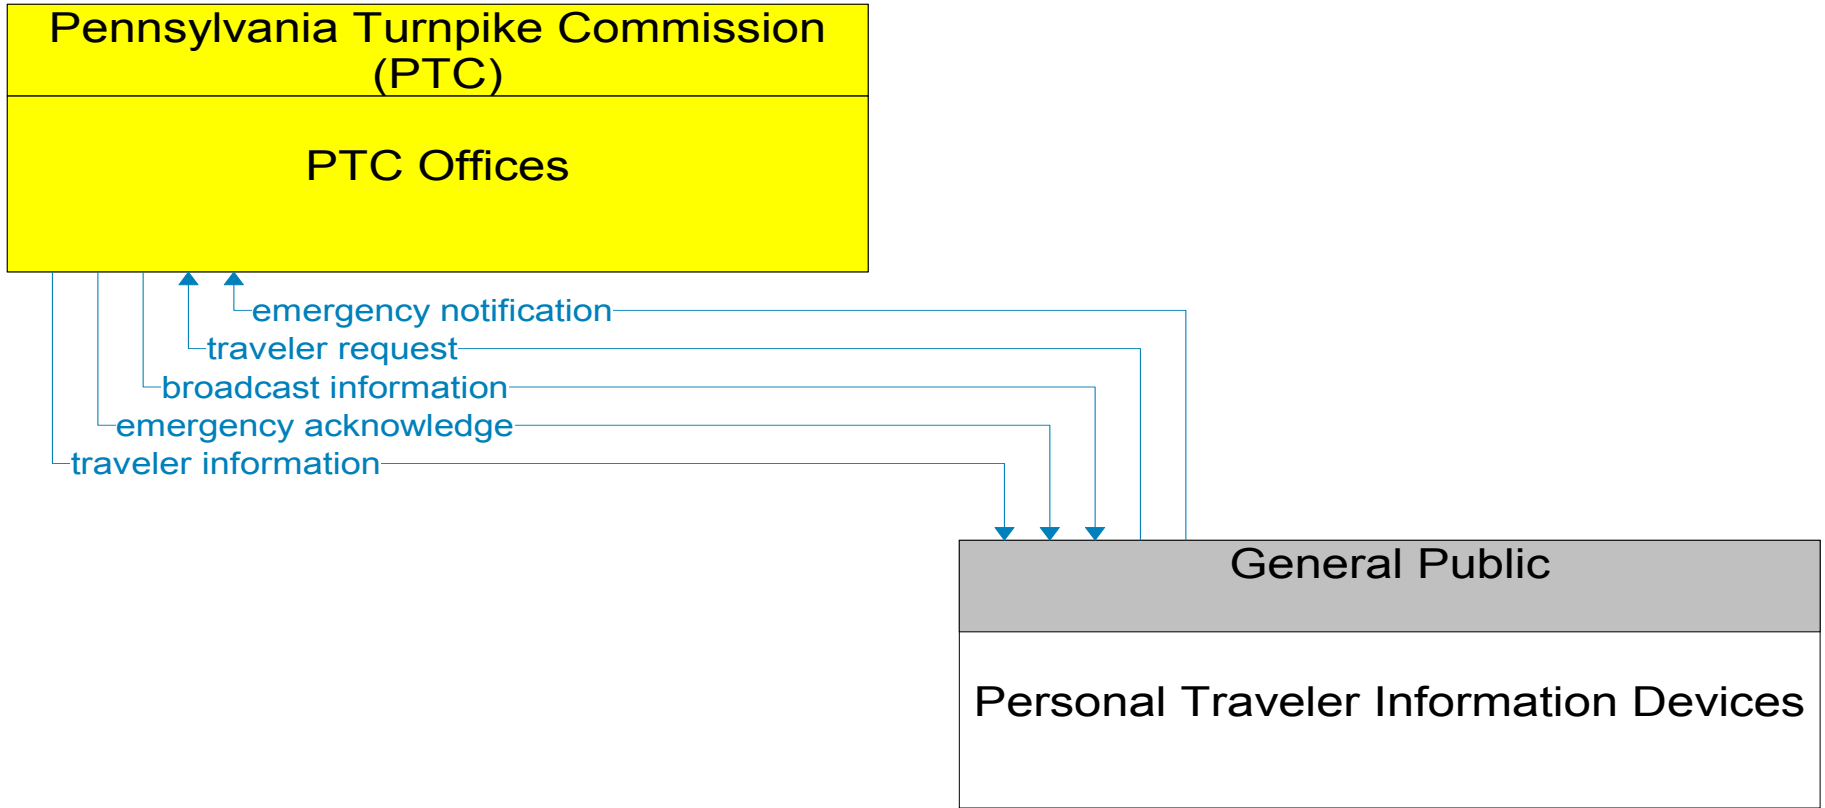 Pennsylvania Turnpike Commission
(PTC)
PTC Offices
emergency notification
traveler request
broadcast information
emergency acknowledge
traveler information
General Public
Personal Traveler Information Devices